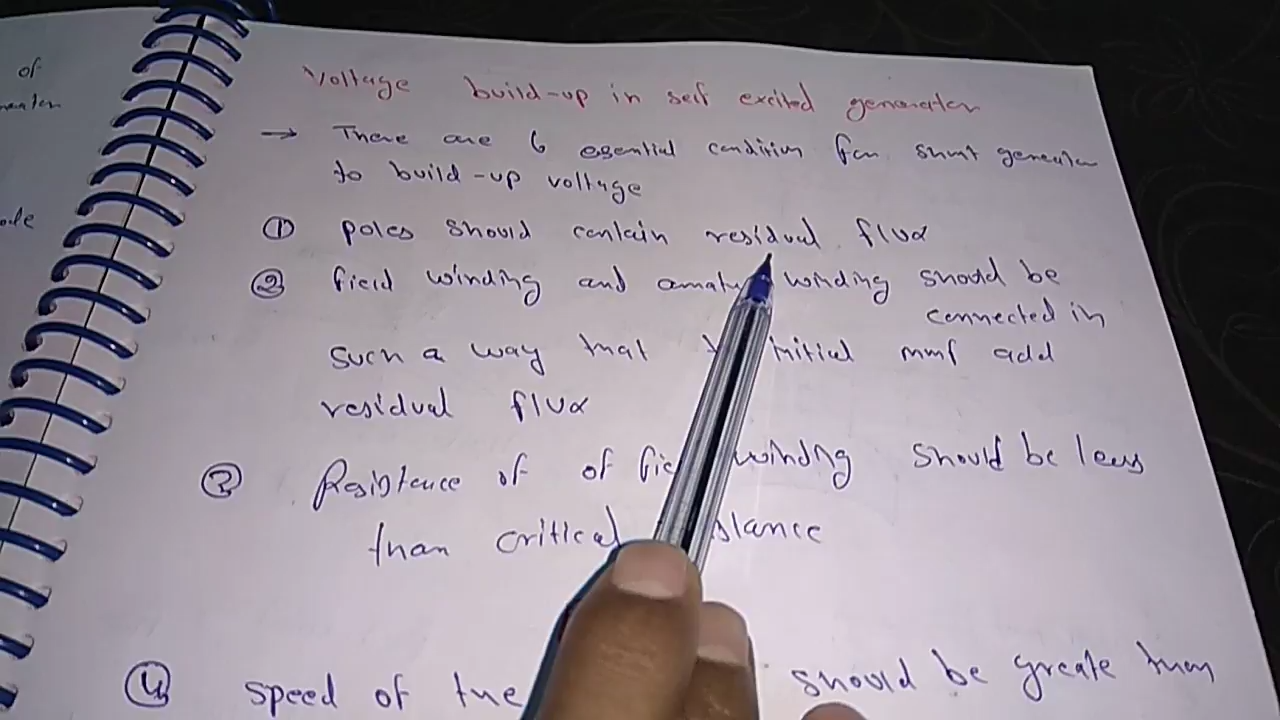 of
ode
Voltage build-up in self excited generator
→ There are 6 essential condition for shunt generator
to build-up voltage
① poles should contain residual flux
② field winding and winding should be
connected in
such a way that initial mmf add
residual flux
③ Resistence of of winding should be less
than critical
④ speed of the should be greate than